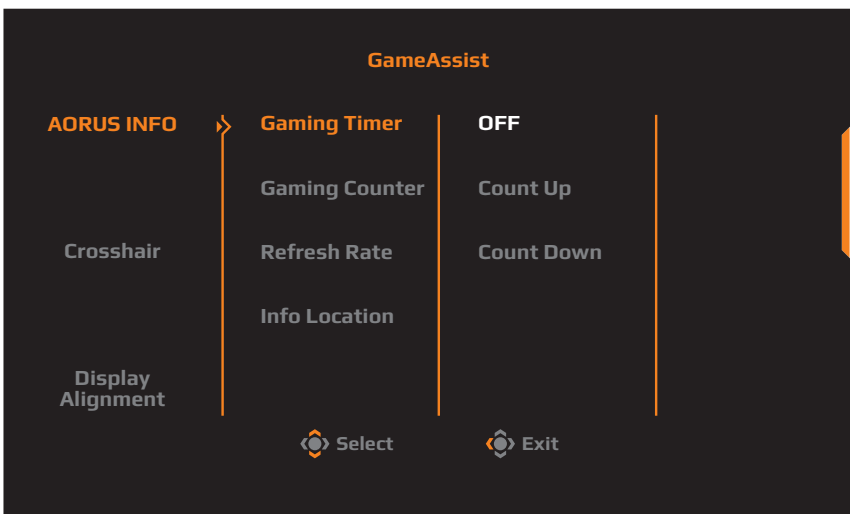 GameAssist
AORUS INFO
Gaming Timer
OFF
Gaming Counter
Count Up
Crosshair
Refresh Rate
Count Down
Info Location
Display
Alignment
Select
Exit